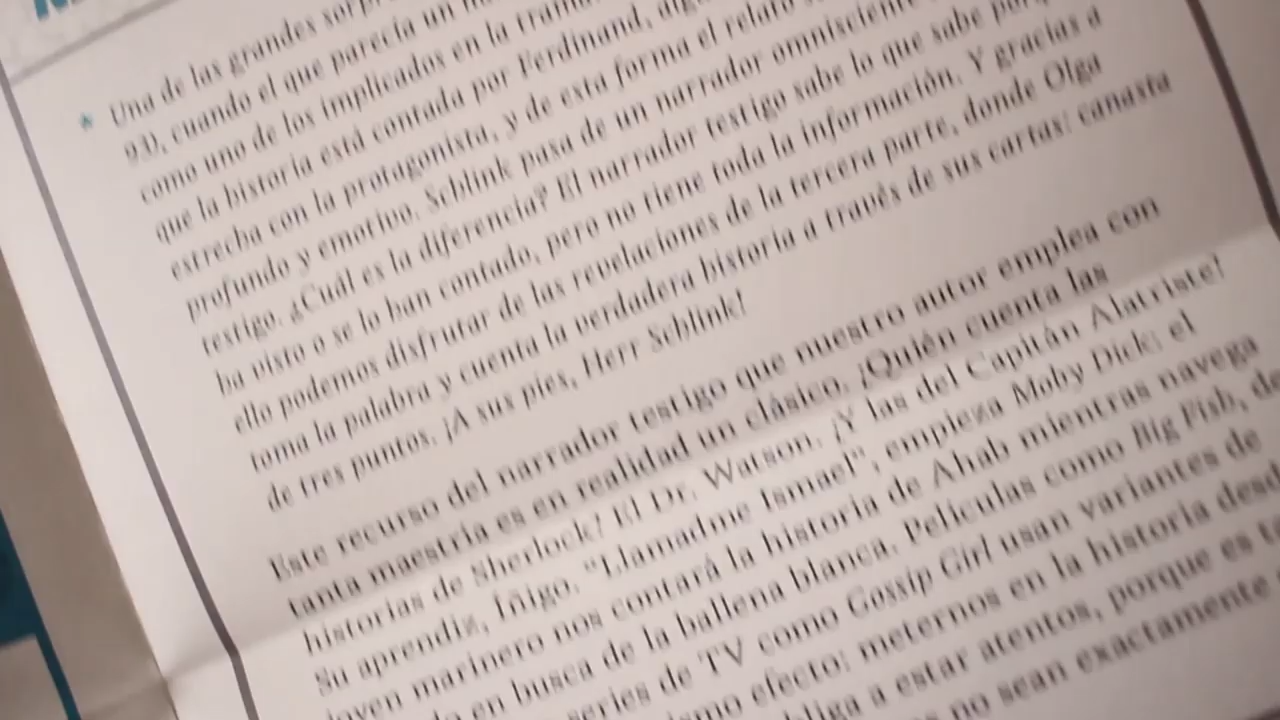 Una de las grandes
93), cuando el que parecía un
como uno de los implicados en la trama
que la historia está contada por Ferdinand,
estrecha con la protagonista, y de esta forma el relato
profundo y emotivo. Schlink pasa de un narrador omnisciente
testigo. ¿Cuál es la diferencia? El narrador testigo sabe lo que sabe
ha visto o se lo han contado, pero no tiene toda la información. Y gracias a
ello podemos disfrutar de las revelaciones de la tercera parte, donde Olga
toma la palabra y cuenta la verdadera historia a través de sus cartas: canasta
de tres puntos. ¡A sus pies, Herr Schlink!
Este recurso del narrador testigo que nuestro autor emplea con
tanta maestría es en realidad un clásico. ¡Quién cuenta las
historias de Sherlock? El Dr. Watson. ¡Y las del Capitán Alatriste!
Su aprendiz, Íñigo. "Llamadme Ismael", empieza Moby Dick: el
joven marinero nos contará la historia de Ahab mientras navega
en busca de la ballena blanca. Películas como Big Fish,
series de TV como Gossip Girl usan variantes de
efecto: meternos en la historia
a estar atentos, porque es
no sean exactamente